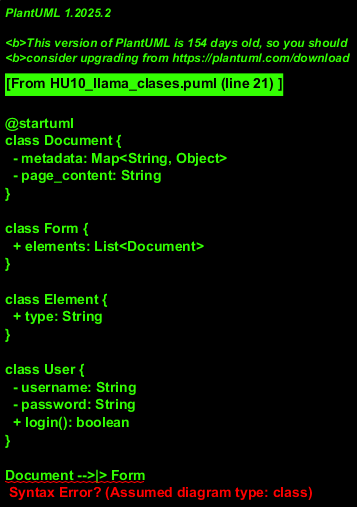 PlantUML 1.2025.2
<b>This version of PlantUML is 154 days old, so you should
<b>consider upgrading from https://plantuml.com/download
[From HU10_llama_clases.puml (line 21) ]
@startuml
class Document {
- metadata: Map<String, Object>
- page_content: String
}
class Form {
+ elements: List<Document>
}
class Element {
+ type: String
}
class User {
- username: String
- password: String
+ login(): boolean
}
Document -->|> Form
Syntax Error? (Assumed diagram type: class)